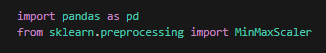 import pandas as pd
from sklearn.preprocessing import MinMaxScaler